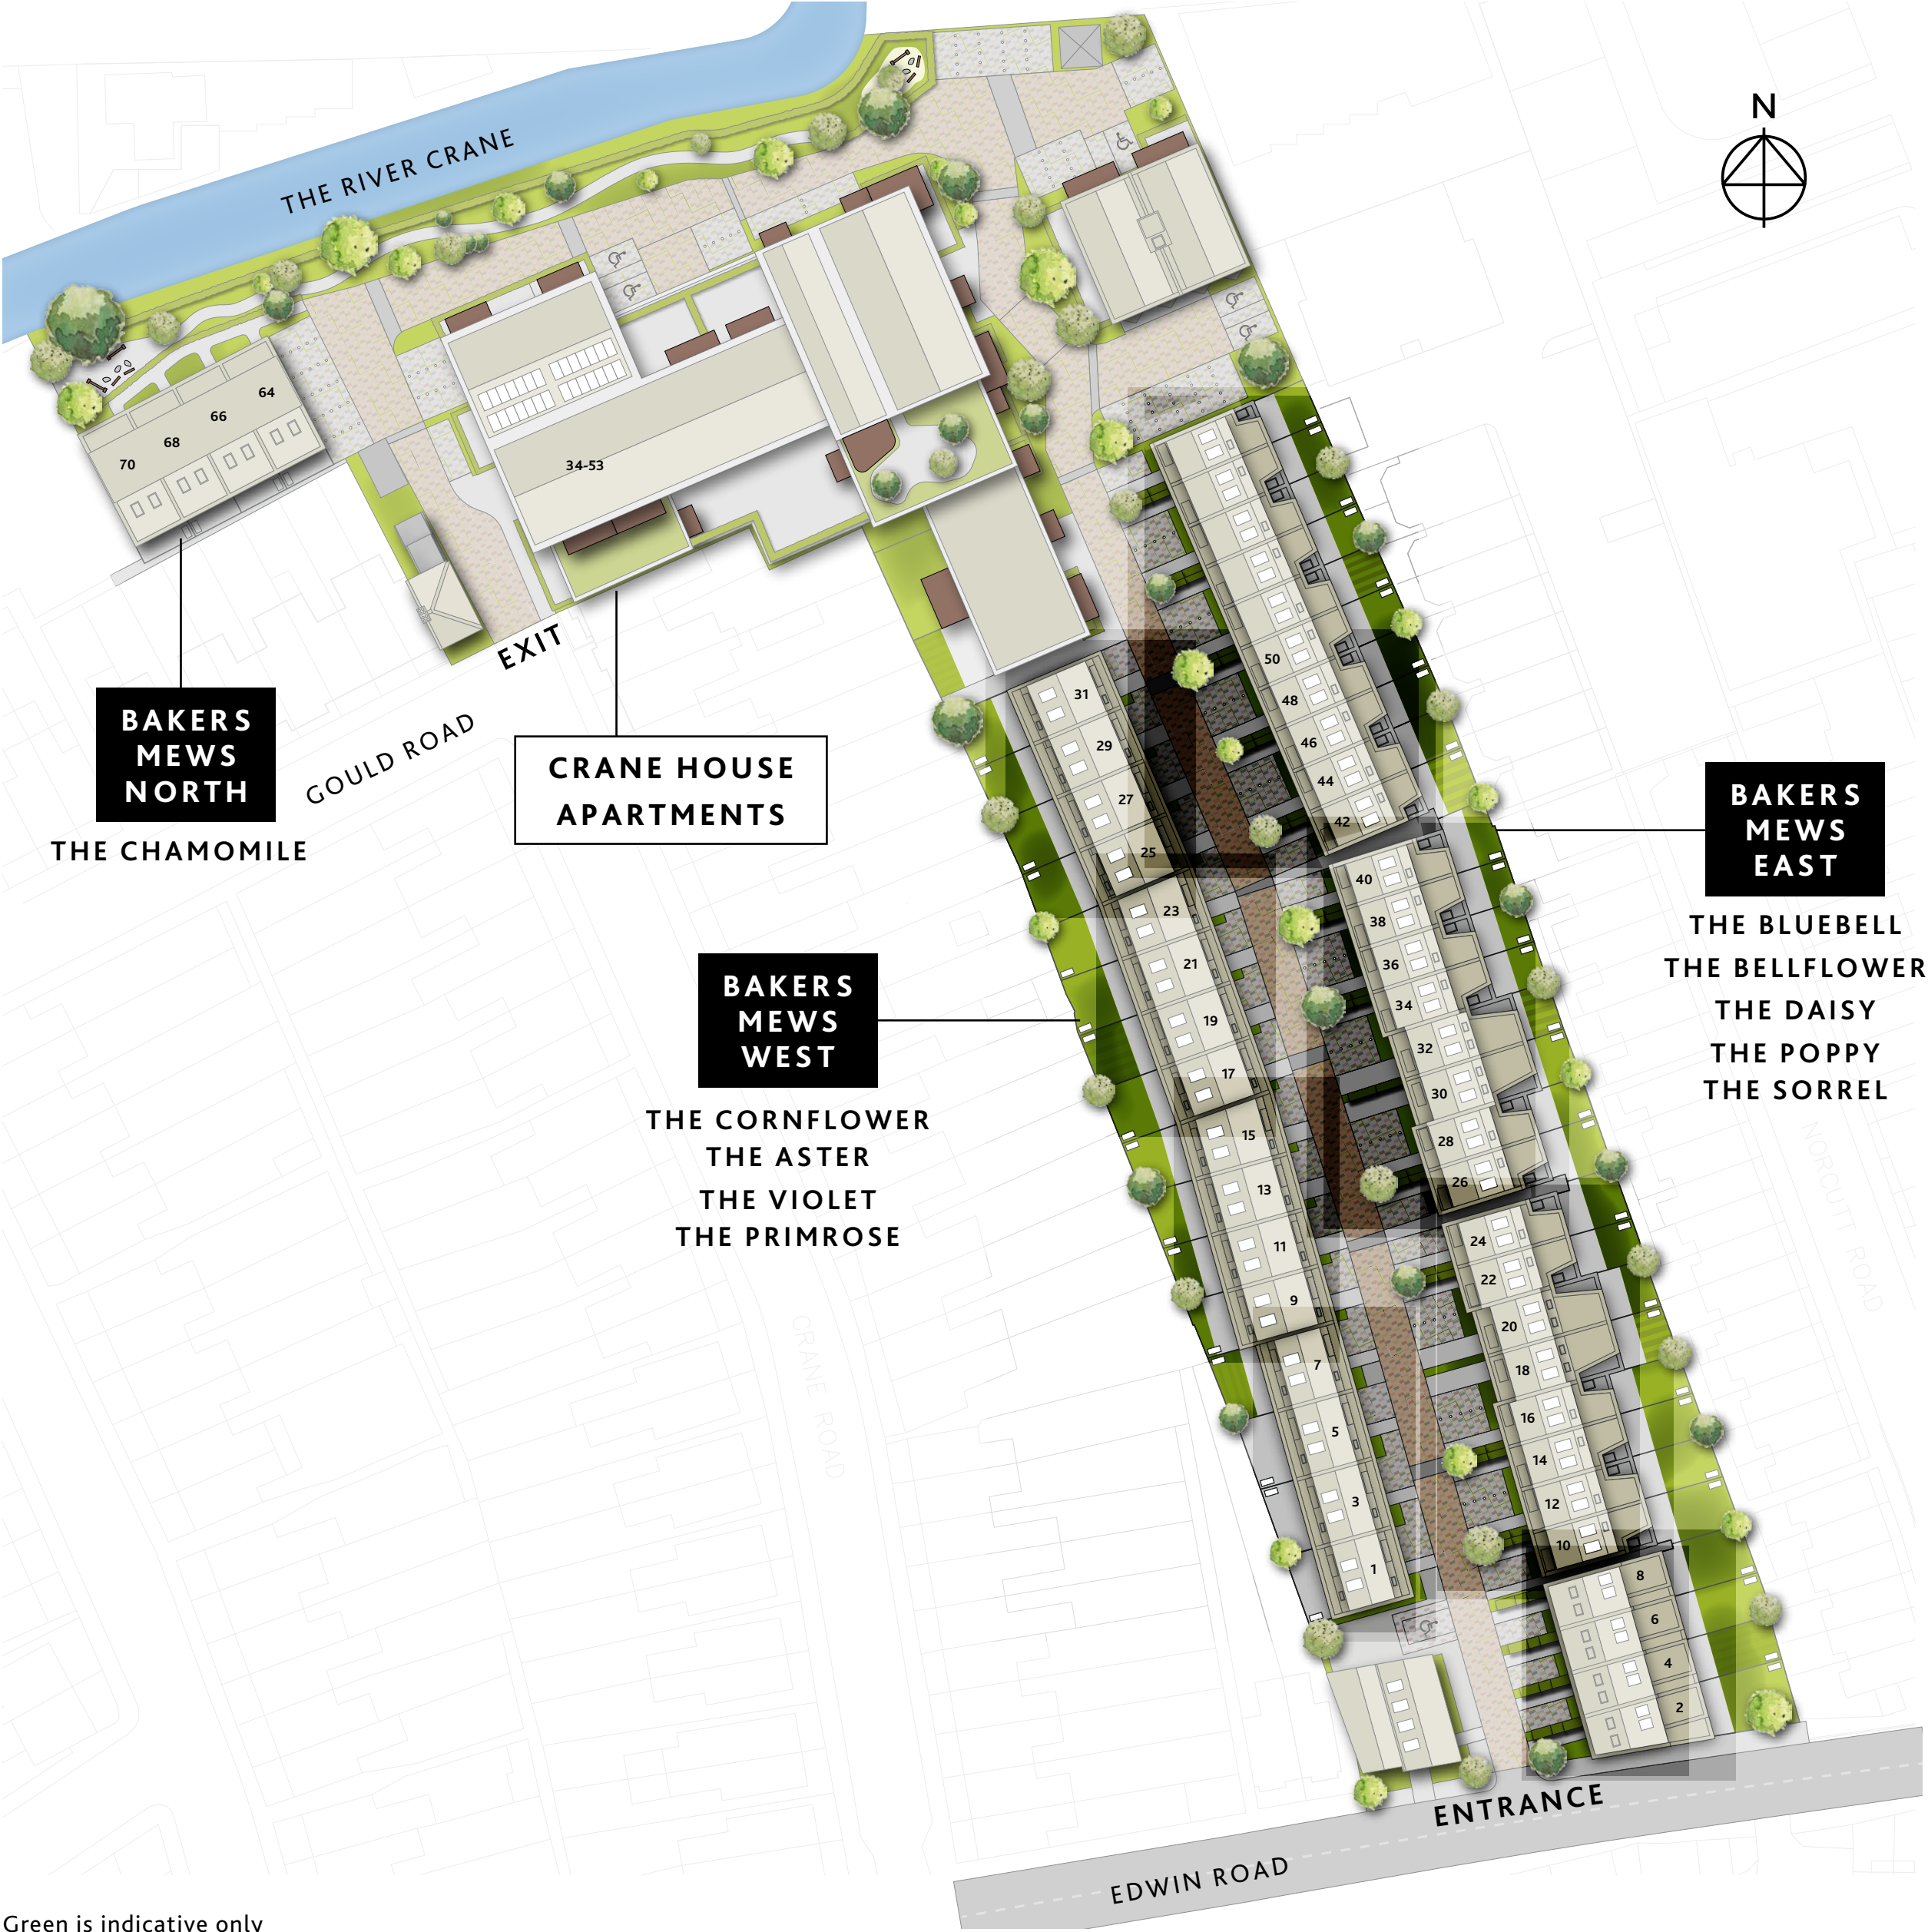 N
THE RIVER CRANE
64
66
68
70
34-53
EXIT
GOULD ROAD
BAKERS
MEWS
NORTH
THE CHAMOMILE
CRANE HOUSE
APARTMENTS
BAKERS
MEWS
EAST
THE BLUEBELL
THE BELLFLOWER
THE DAISY
THE POPPY
THE SORREL
BAKERS
MEWS
WEST
THE CORNFLOWER
THE ASTER
THE VIOLET
THE PRIMROSE
31
29
27
25
23
21
19
17
15
13
11
9
7
5
3
1
50
48
46
44
42
40
38
36
34
32
30
28
26
24
22
20
18
16
14
12
10
8
6
4
2
CRANE ROAD
NORCUTT ROAD
ENTRANCE
EDWIN ROAD
Green is indicative only